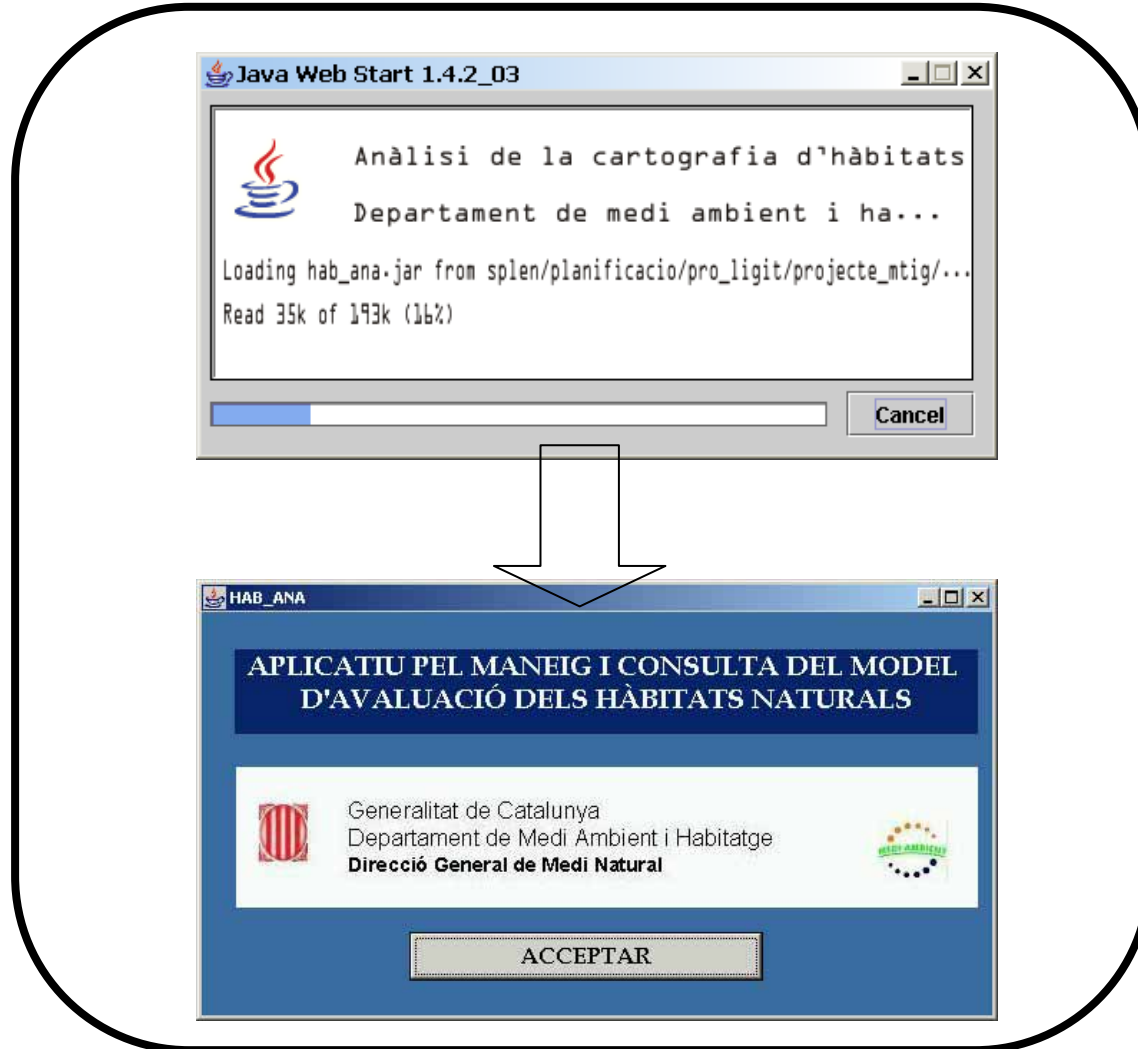 Java Web Start 1.4.2_03
Anàlisi de la cartografia d'hàbitats
Departament de medi ambient i ha...
Loading hab_ana.jar from splen/planificacio/pro_ligit/projecte_mtig/...
Read 35k of 193k (16%)
Cancel
HAB_ANA
APLICATIU PEL MANEIG I CONSULTA DEL MODEL
D'AVALUACIÓ DELS HÀBITATS NATURALS
Generalitat de Catalunya
Departament de Medi Ambient i Habitatge
Direcció General de Medi Natural
MEDI AMBIENT
ACCEPTAR